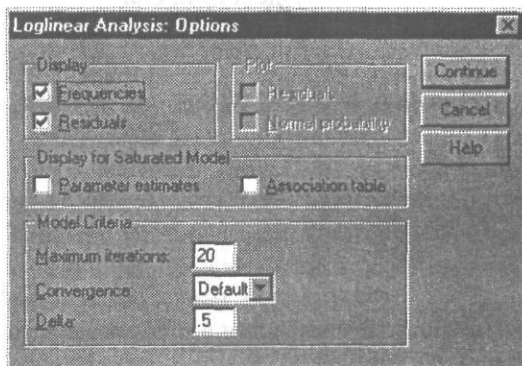 Loglinear Analysis: Options
Display
Frequencies
Residuals
Plot
Residuals
Normal probability
Continue
Cancel
Help
Display for Saturated Model
Parameter estimates
Association table
Model Criteria
Maximum iterations: 20
Convergence: Default
Delta: .5